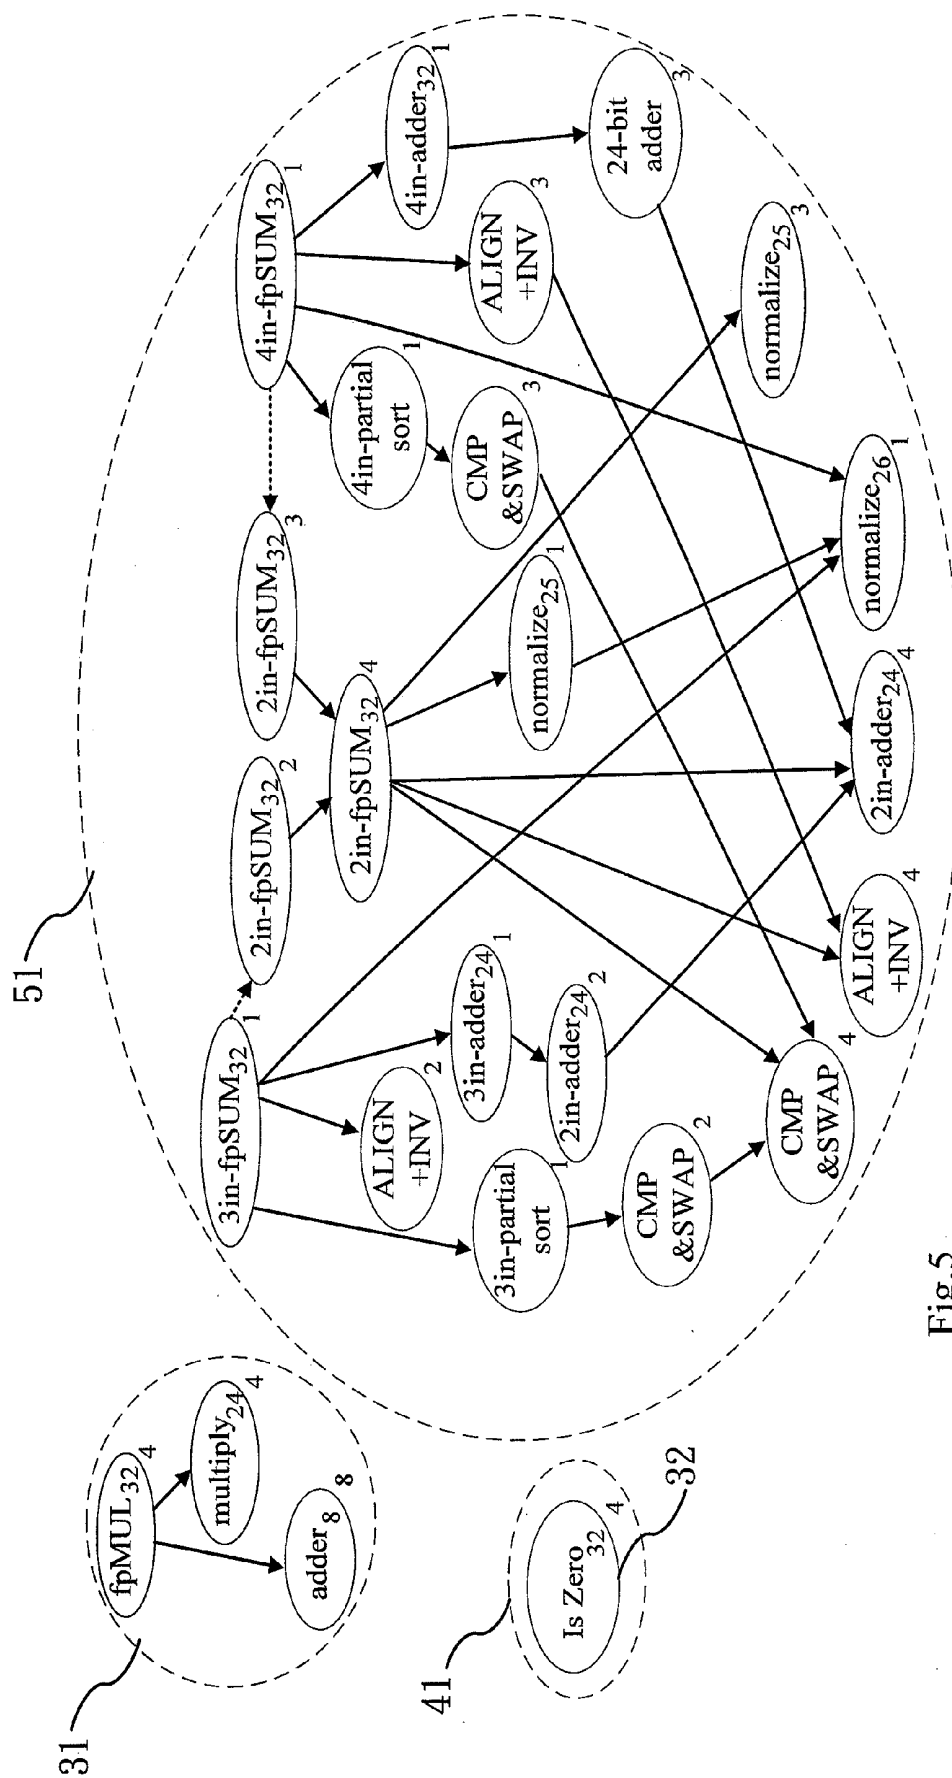 31
fpMUL32 4
multiply24 4
adder8 8
41
Is Zero32 4
32
51
3in-fpSUM32 1
2in-fpSUM32 2
2in-fpSUM32 3
4in-fpSUM32 1
2in-fpSUM32 4
ALIGN
+INV 2
3in-adder24 1
2in-adder24 2
3in-partial
sort 1
CMP
&SWAP 2
CMP
&SWAP 4
4in-partial
sort 1
CMP
&SWAP 3
ALIGN
+INV 3
4in-adder32 1
24-bit
adder 3
normalize25 1
normalize25 3
normalize26 1
2in-adder24 4
ALIGN
+INV 4
Fig.5